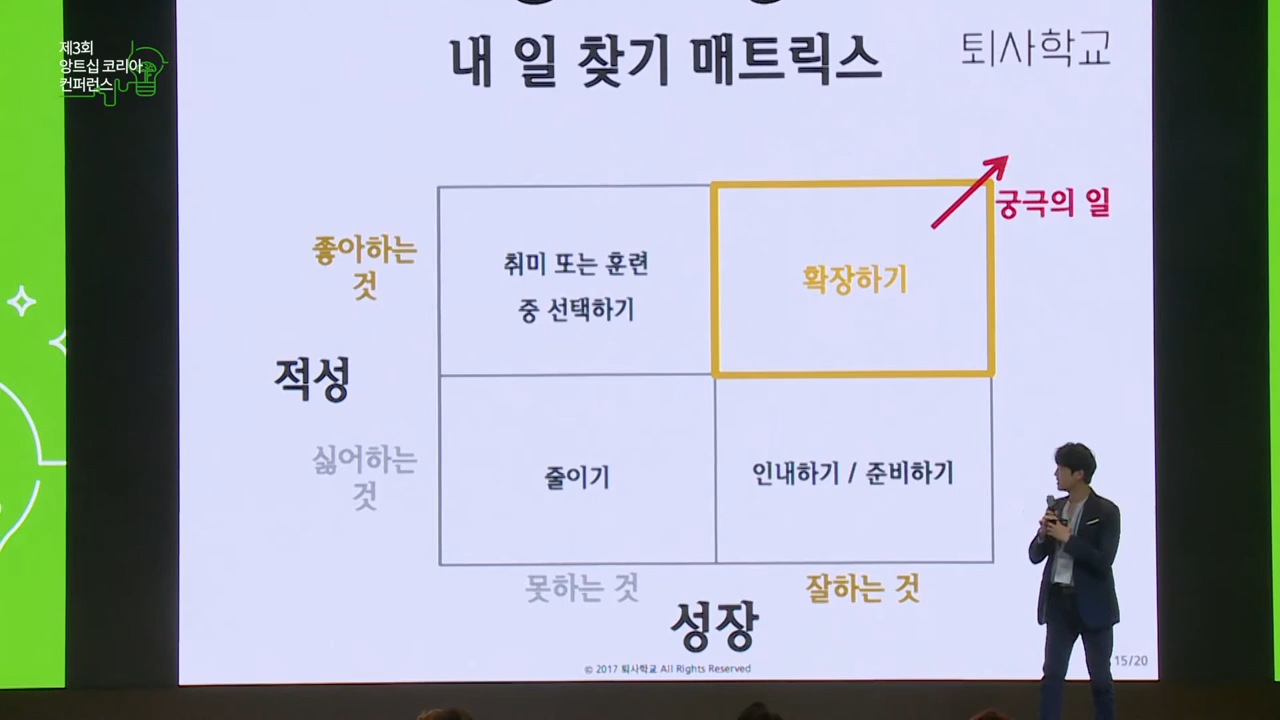 제3회
앙트십 코리아
컨퍼런스
내 일 찾기 매트릭스
퇴사학교
궁극의 일
좋아하는
것
취미 또는 훈련
중 선택하기
확장하기
적성
싫어하는
것
줄이기
인내하기 / 준비하기
못하는 것
잘하는 것
성장
© 2017 퇴사학교 All Rights Reserved
15/20